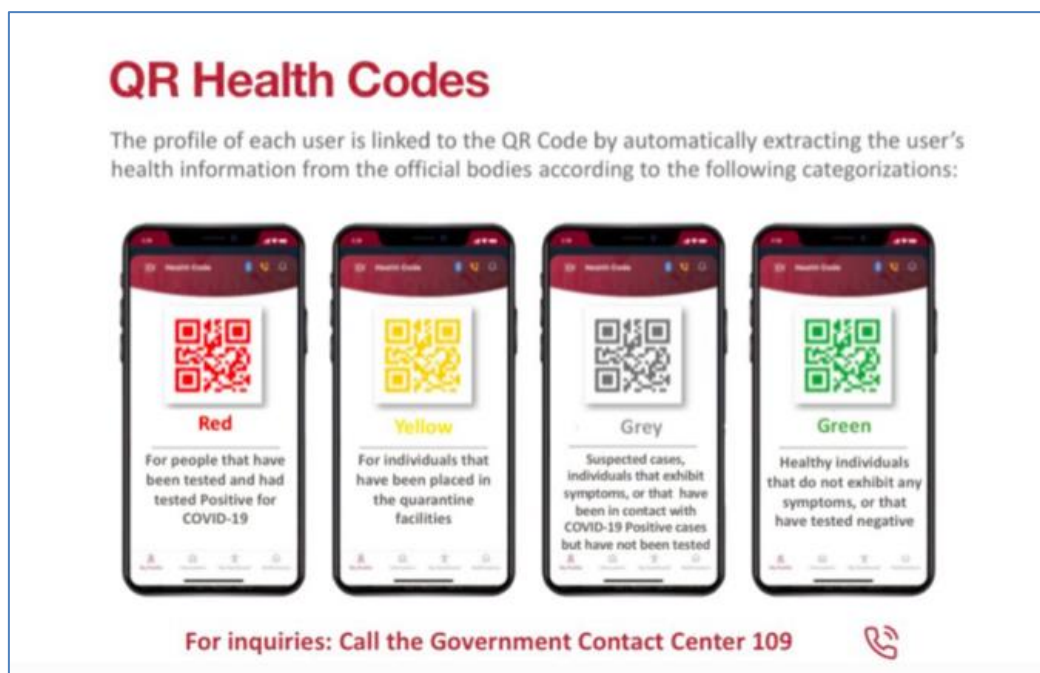 QR Health Codes
The profile of each user is linked to the QR Code by automatically extracting the user's
health information from the official bodies according to the following categorizations:
Health Code
Red
For people that have
been tested and had
tested Positive for
COVID-19
Health Code
Yellow
For individuals that
have been placed in
the quarantine
facilities
Health Code
Grey
Suspected cases,
individuals that exhibit
symptoms, or that have
been in contact with
COVID-19 Positive cases
but have not been tested
Health Code
Green
Healthy individuals
that do not exhibit any
symptoms, or that
have tested negative
For inquiries: Call the Government Contact Center 109